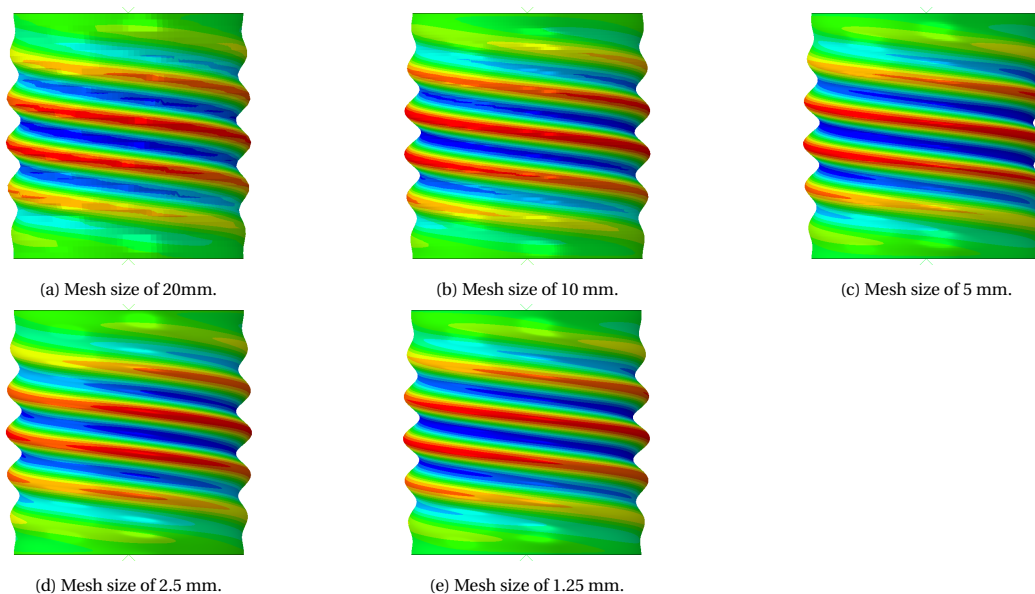 (a) Mesh size of 20mm.
(b) Mesh size of 10 mm.
(c) Mesh size of 5 mm.
(d) Mesh size of 2.5 mm.
(e) Mesh size of 1.25 mm.